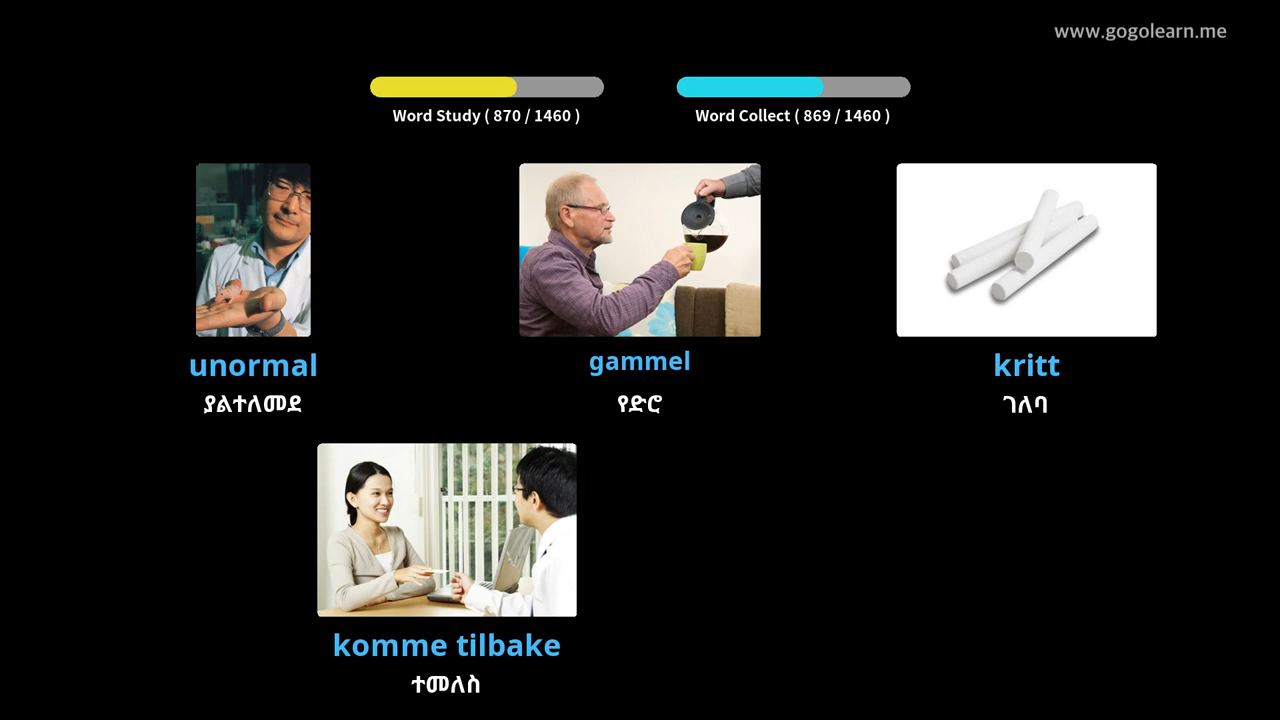 www.gogolearn.me
Word Study ( 870 / 1460 )
Word Collect ( 869 / 1460 )
unormal
ያልተለመደ
gammel
የድሮ
kritt
ገለባ
komme tilbake
ተመለስ